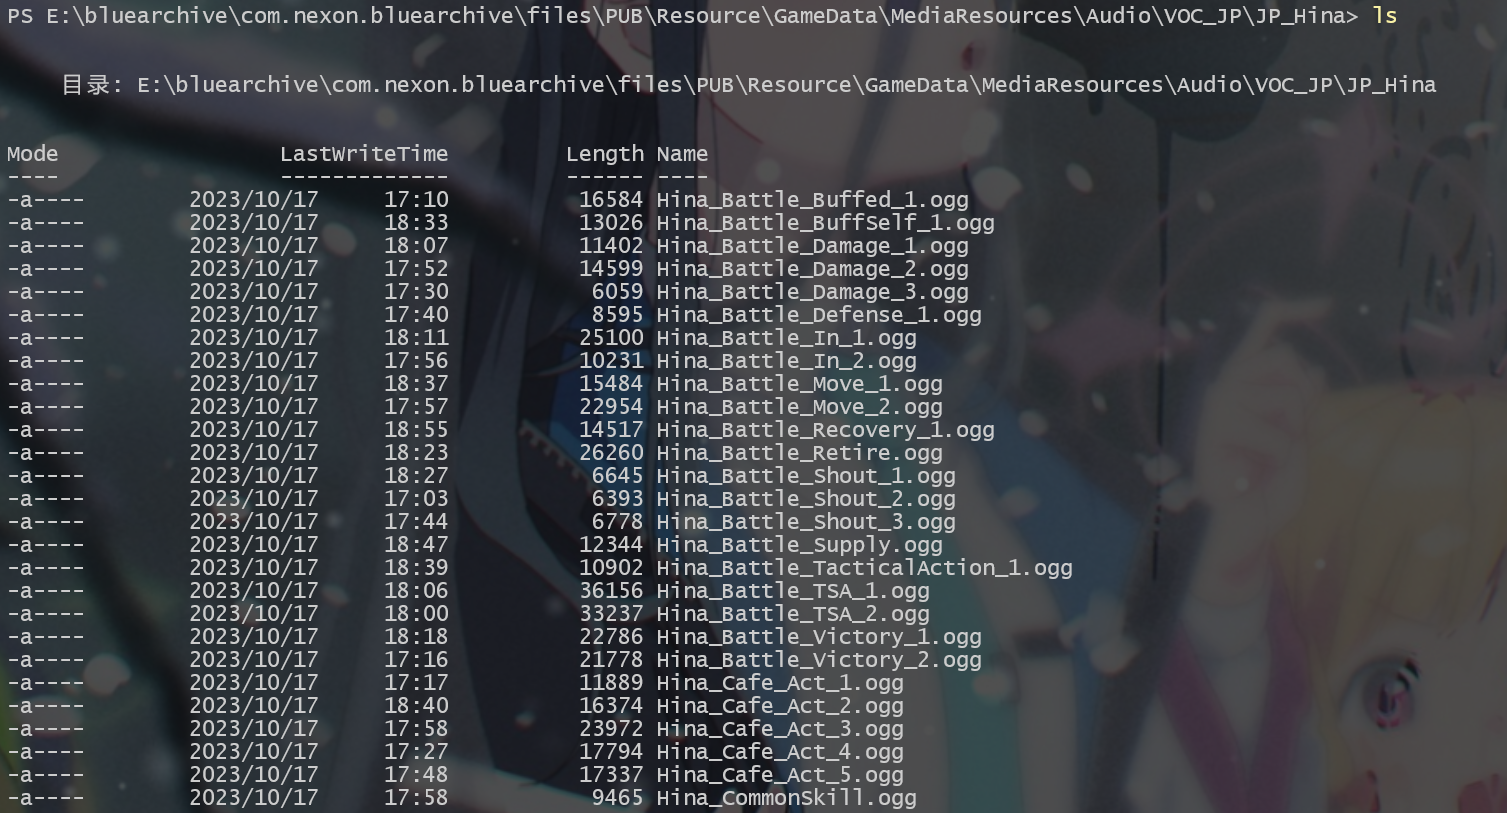 PS E:\bluearchive\com.nexon.bluearchive\files\PUB\Resource\GameData\MediaResources\Audio\VOC_JP\JP_Hina> ls
目录: E:\bluearchive\com.nexon.bluearchive\files\PUB\Resource\GameData\MediaResources\Audio\VOC_JP\JP_Hina
Mode LastWriteTime Length Name
---- ------------- ------ ----
-a---- 2023/10/17 17:10 16584 Hina_Battle_Buffed_1.ogg
-a---- 2023/10/17 18:33 13026 Hina_Battle_BuffSelf_1.ogg
-a---- 2023/10/17 18:07 11402 Hina_Battle_Damage_1.ogg
-a---- 2023/10/17 17:52 14599 Hina_Battle_Damage_2.ogg
-a---- 2023/10/17 17:30 6059 Hina_Battle_Damage_3.ogg
-a---- 2023/10/17 17:40 8595 Hina_Battle_Defense_1.ogg
-a---- 2023/10/17 18:11 25100 Hina_Battle_In_1.ogg
-a---- 2023/10/17 17:56 10231 Hina_Battle_In_2.ogg
-a---- 2023/10/17 18:37 15484 Hina_Battle_Move_1.ogg
-a---- 2023/10/17 17:57 22954 Hina_Battle_Move_2.ogg
-a---- 2023/10/17 18:55 14517 Hina_Battle_Recovery_1.ogg
-a---- 2023/10/17 18:23 26260 Hina_Battle_Retire.ogg
-a---- 2023/10/17 18:27 6645 Hina_Battle_Shout_1.ogg
-a---- 2023/10/17 17:03 6393 Hina_Battle_Shout_2.ogg
-a---- 2023/10/17 17:44 6778 Hina_Battle_Shout_3.ogg
-a---- 2023/10/17 18:47 12344 Hina_Battle_Supply.ogg
-a---- 2023/10/17 18:39 10902 Hina_Battle_TacticalAction_1.ogg
-a---- 2023/10/17 18:06 36156 Hina_Battle_TSA_1.ogg
-a---- 2023/10/17 18:00 33237 Hina_Battle_TSA_2.ogg
-a---- 2023/10/17 18:18 22786 Hina_Battle_Victory_1.ogg
-a---- 2023/10/17 17:16 21778 Hina_Battle_Victory_2.ogg
-a---- 2023/10/17 17:17 11889 Hina_Cafe_Act_1.ogg
-a---- 2023/10/17 18:40 16374 Hina_Cafe_Act_2.ogg
-a---- 2023/10/17 17:58 23972 Hina_Cafe_Act_3.ogg
-a---- 2023/10/17 17:27 17794 Hina_Cafe_Act_4.ogg
-a---- 2023/10/17 17:48 17337 Hina_Cafe_Act_5.ogg
-a---- 2023/10/17 17:58 9465 Hina_CommonSkill.ogg